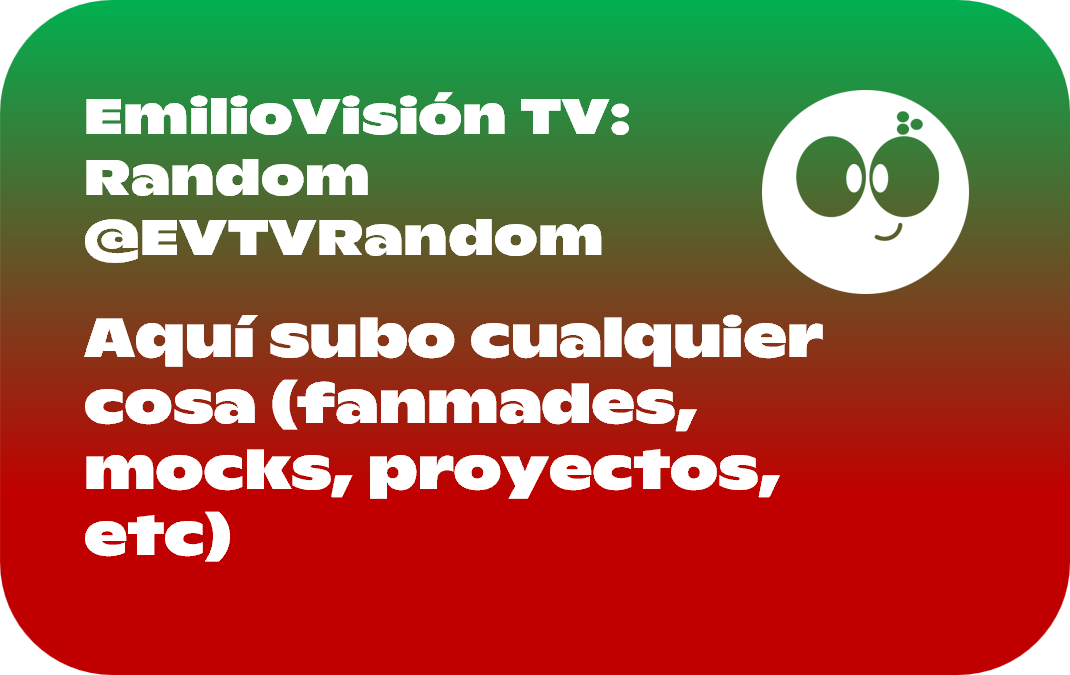 EmilioVisión TV:
Random
@EVTVRandom
Aquí subo cualquier
cosa (fanmades,
mocks, proyectos,
etc)